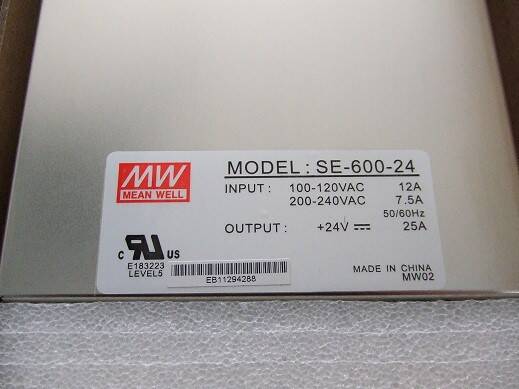 MW
MEAN WELL
MODEL : SE-600-24
INPUT : 100-120VAC 12A
200-240VAC 7.5A
50/60Hz
OUTPUT : +24V 25A
C RU US
E183223
LEVEL5
EB11294288
MADE IN CHINA
MW02